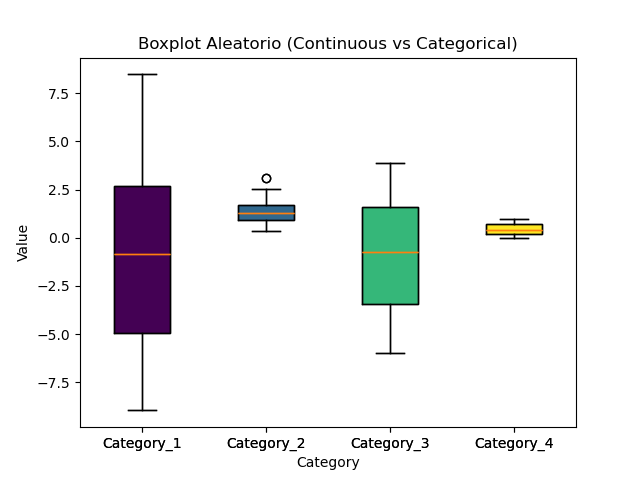 Boxplot Aleatorio (Continuous vs Categorical)
7.5
5.0
2.5
0.0
−2.5
−5.0
−7.5
Value
Category_1 Category_2 Category_3 Category_4
Category